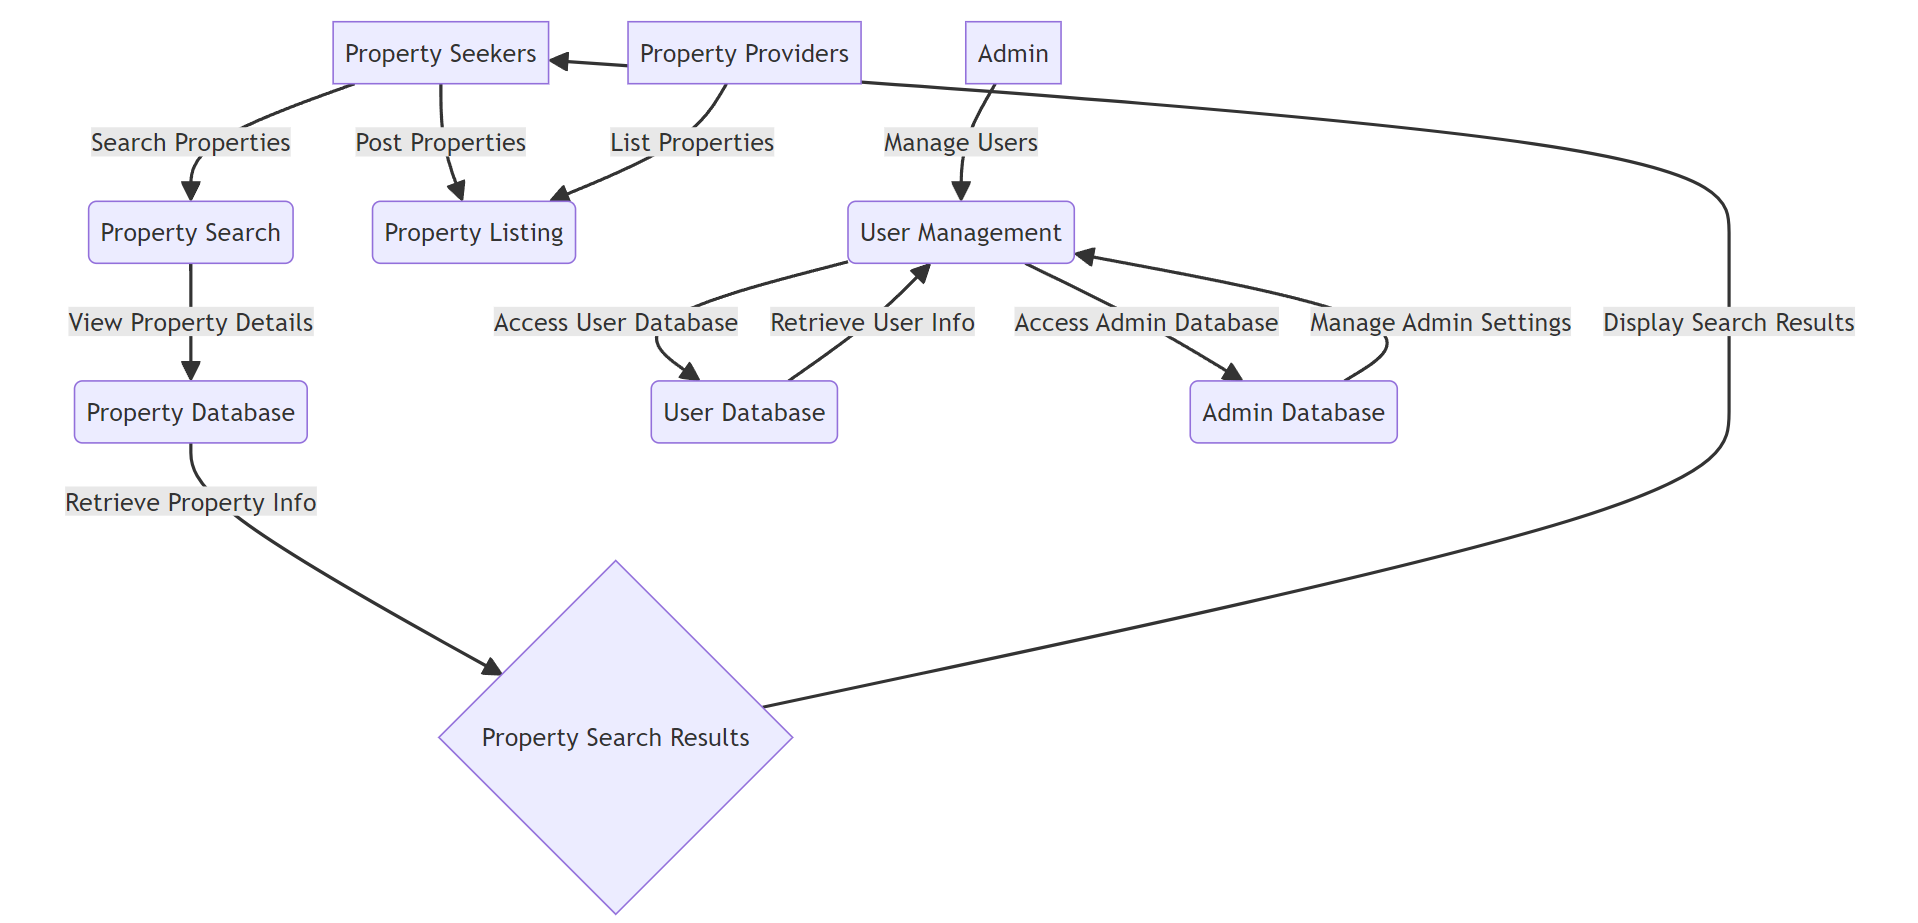 Property Seekers
Property Providers
Admin
Search Properties
Post Properties
List Properties
Manage Users
Property Search
Property Listing
User Management
View Property Details
Access User Database
Retrieve User Info
Access Admin Database
Manage Admin Settings
Display Search Results
Property Database
User Database
Admin Database
Retrieve Property Info
Property Search Results